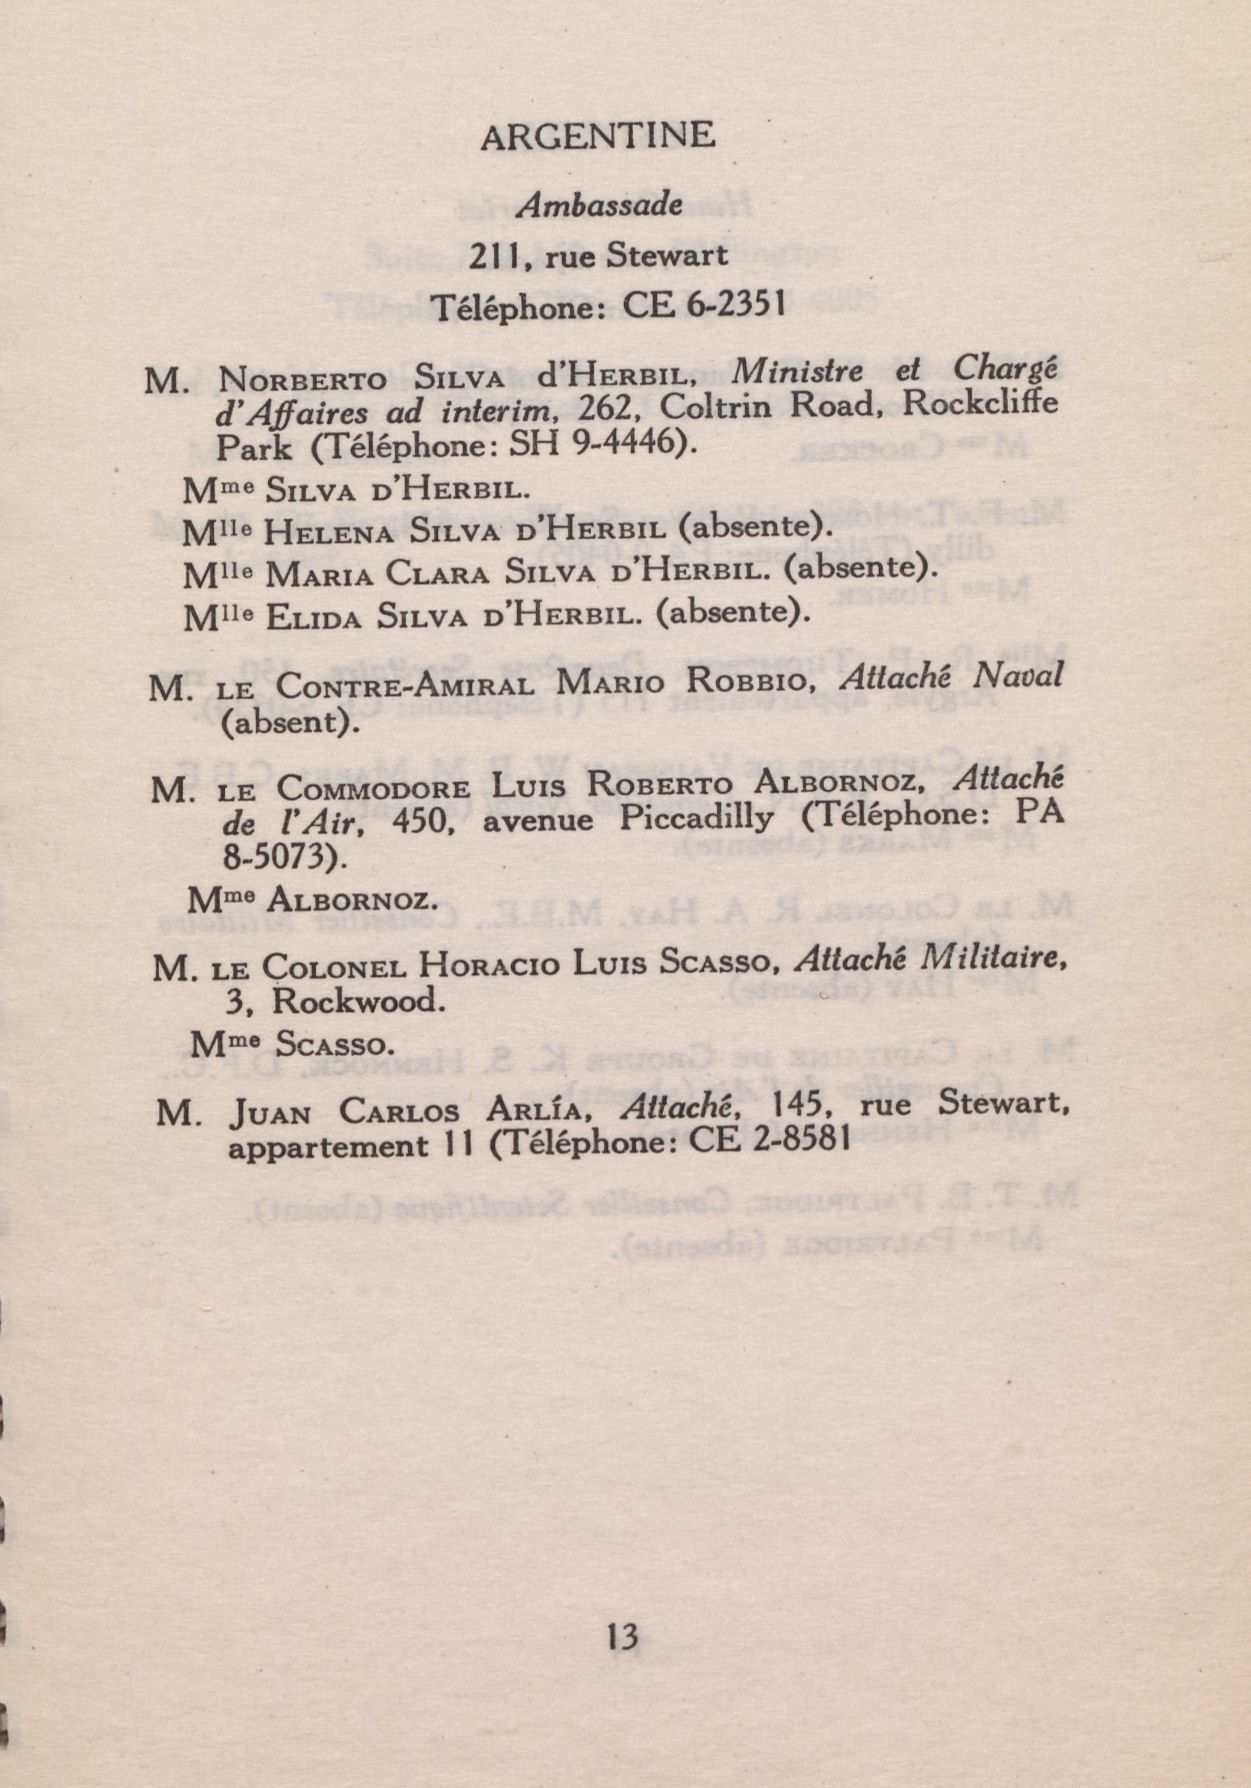 ARGENTINE
Ambassade
211, rue Stewart
Téléphone: CE 6-2351
M. Norberto Silva d'Herbil, Ministre et Chargé
d'Affaires ad interim, 262, Coltrin Road, Rockcliffe
Park (Téléphone: SH 9-4446).
Mme Silva d'Herbil.
Mlle Helena Silva d'Herbil (absente).
Mlle Maria Clara Silva d'Herbil. (absente).
Mlle Elida Silva d'Herbil. (absente).
M. le Contre-Amiral Mario Robbio, Attaché Naval
(absent).
M. le Commodore Luis Roberto Albornoz, Attaché
de l'Air, 450, avenue Piccadilly (Téléphone: PA
8-5073).
Mme Albornoz.
M. le Colonel Horacio Luis Scasso, Attaché Militaire,
3, Rockwood.
Mme Scasso.
M. Juan Carlos Arlía, Attaché, 145, rue Stewart,
appartement 11 (Téléphone: CE 2-8581
13